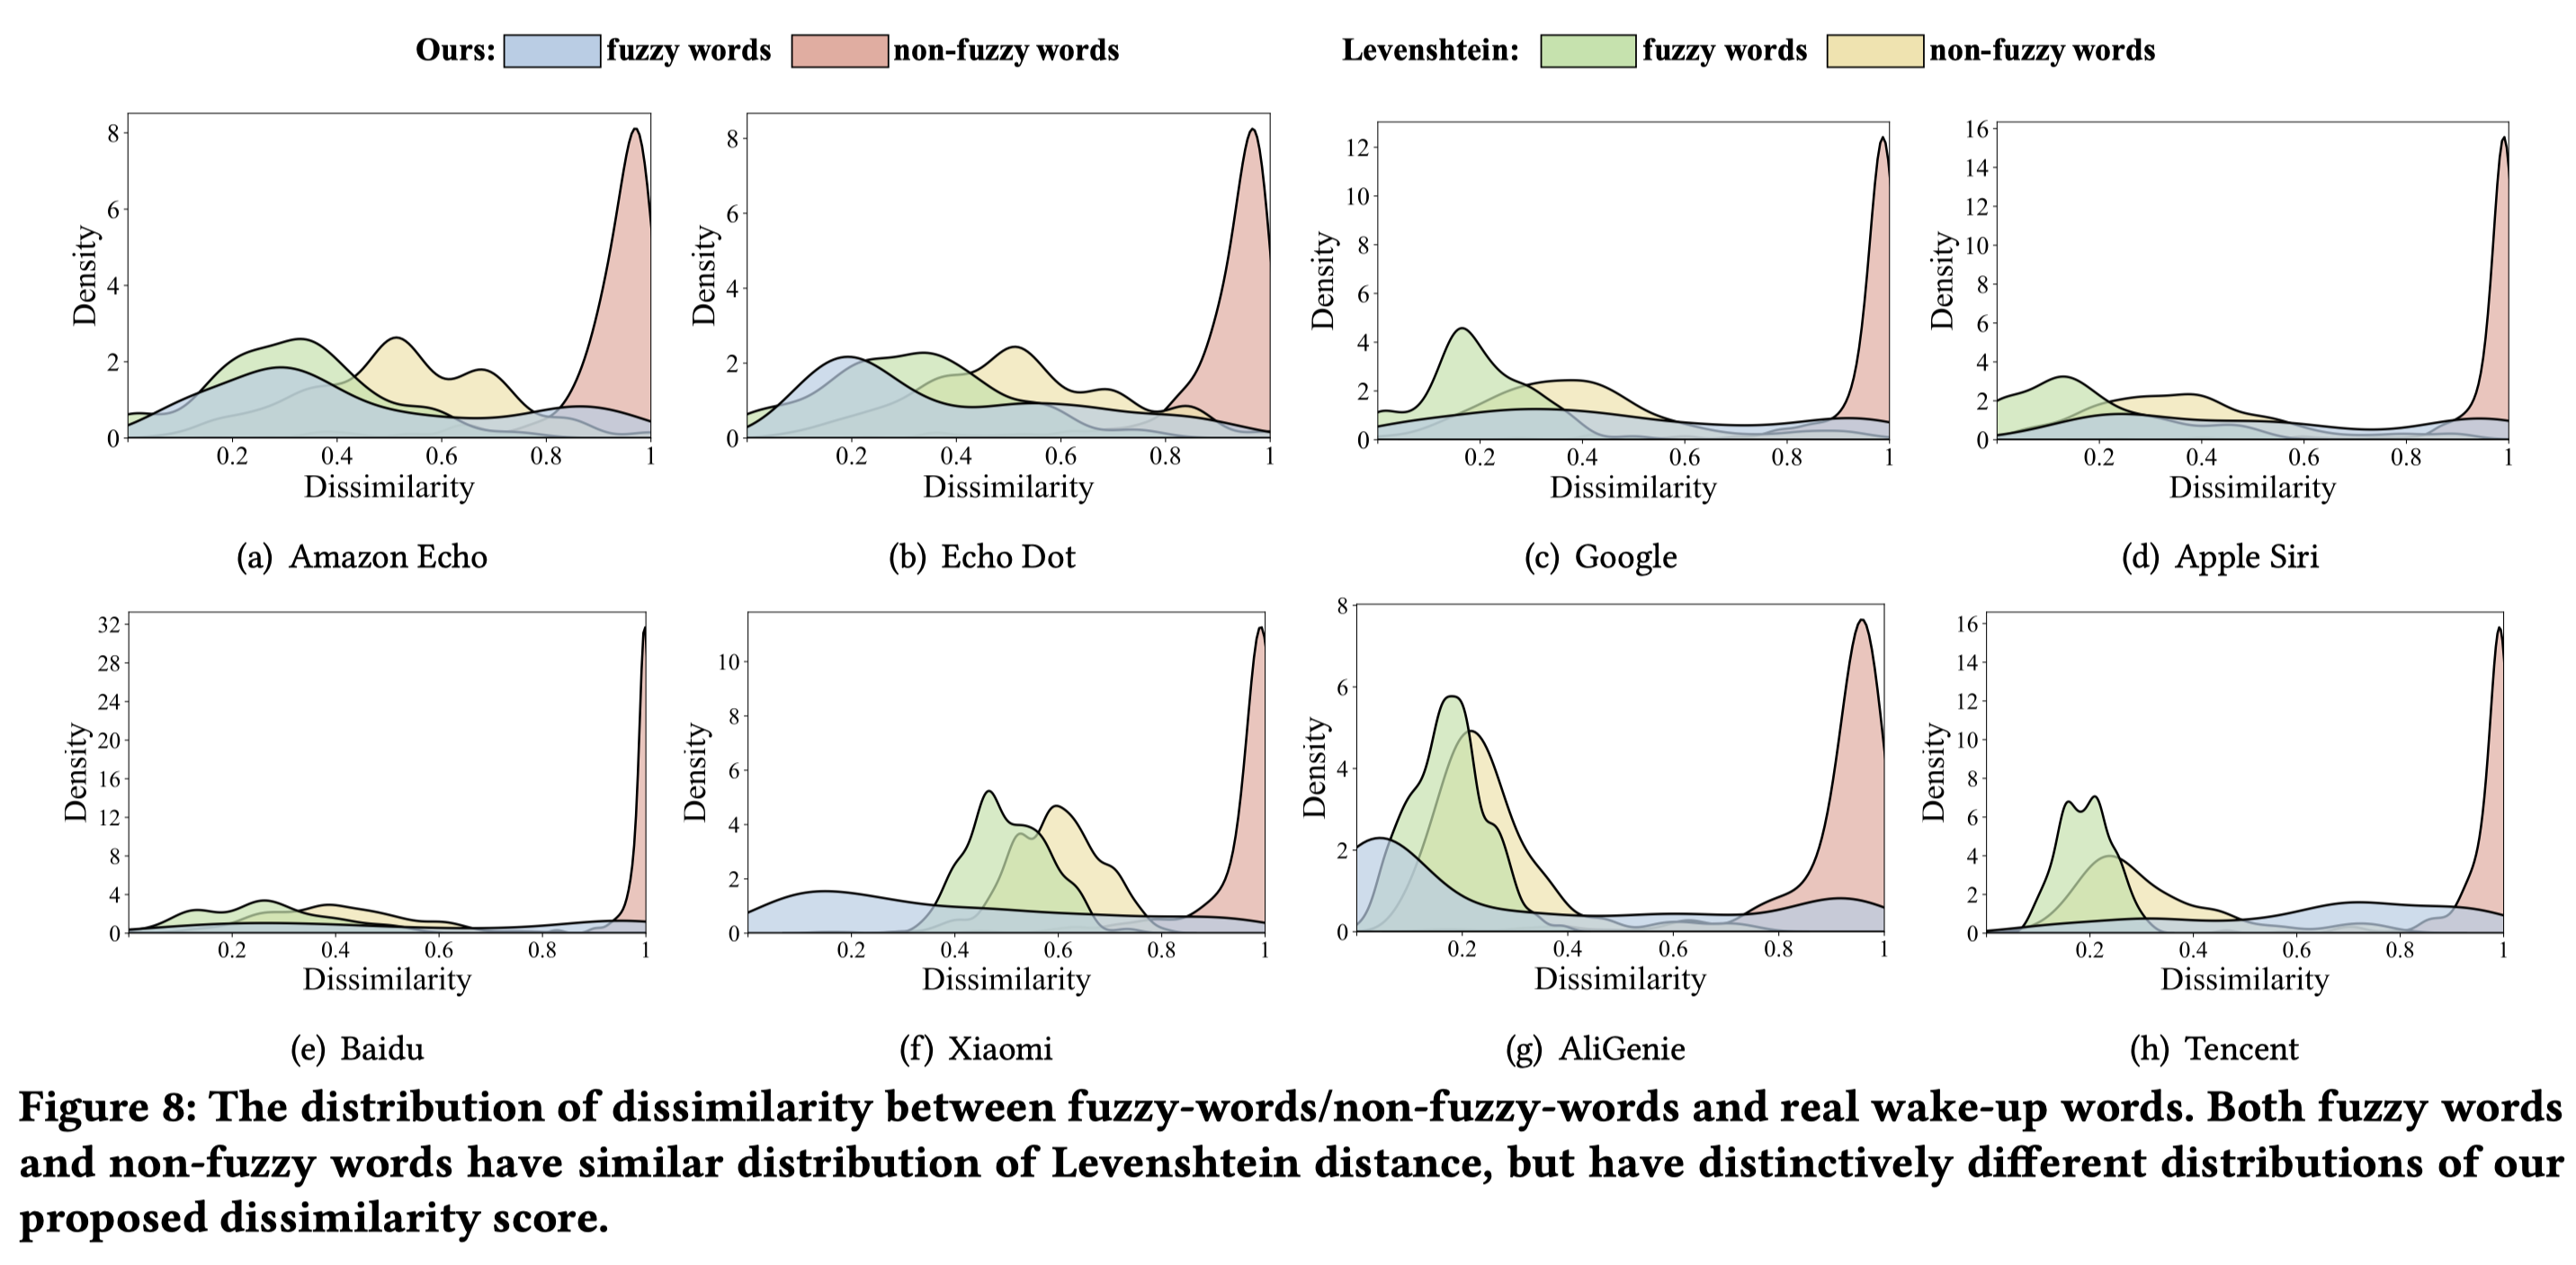 Ours: fuzzy words non-fuzzy words Levenshtein: fuzzy words non-fuzzy words
8
6
4
2
0
Density
0.2 0.4 0.6 0.8 1
Dissimilarity
(a) Amazon Echo
8
6
4
2
0
Density
0.2 0.4 0.6 0.8 1
Dissimilarity
(b) Echo Dot
12
10
8
6
4
2
0
Density
0.2 0.4 0.6 0.8 1
Dissimilarity
(c) Google
16
14
12
10
8
6
4
2
0
Density
0.2 0.4 0.6 0.8 1
Dissimilarity
(d) Apple Siri
32
28
24
20
16
12
8
4
0
Density
0.2 0.4 0.6 0.8 1
Dissimilarity
(e) Baidu
10
8
6
4
2
0
Density
0.2 0.4 0.6 0.8 1
Dissimilarity
(f) Xiaomi
8
6
4
2
0
Density
0.2 0.4 0.6 0.8 1
Dissimilarity
(g) AliGenie
16
14
12
10
8
6
4
2
0
Density
0.2 0.4 0.6 0.8 1
Dissimilarity
(h) Tencent
Figure 8: The distribution of dissimilarity between fuzzy-words/non-fuzzy-words and real wake-up words. Both fuzzy words
and non-fuzzy words have similar distribution of Levenshtein distance, but have distinctively different distributions of our
proposed dissimilarity score.